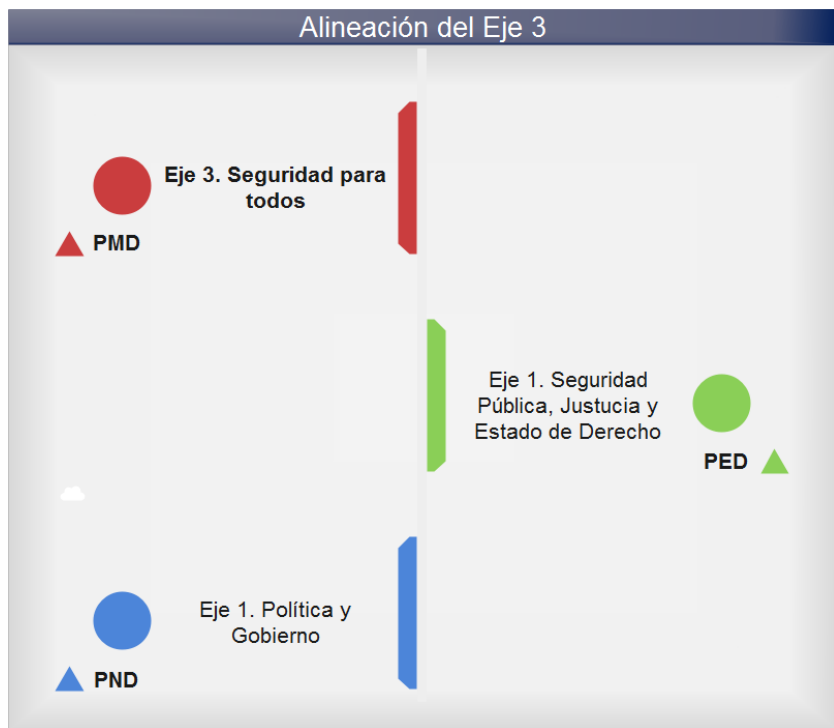 Alineación del Eje 3
Eje 3. Seguridad para
todos
PMD
Eje 1. Seguridad
Pública, Justucia y
Estado de Derecho
PED
Eje 1. Política y
Gobierno
PND